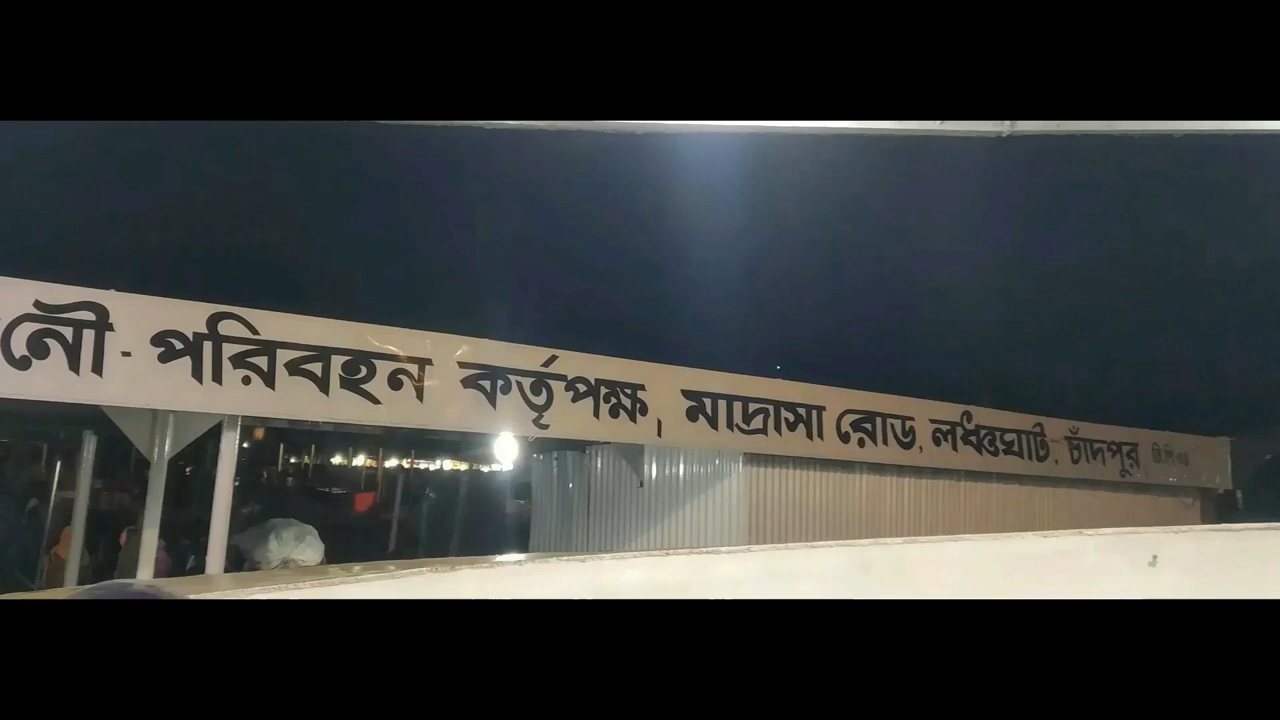 নৌ-পরিবহন কর্তৃপক্ষ, মাদ্রাসা রোড, লঞ্চঘাট, চাঁদপুর